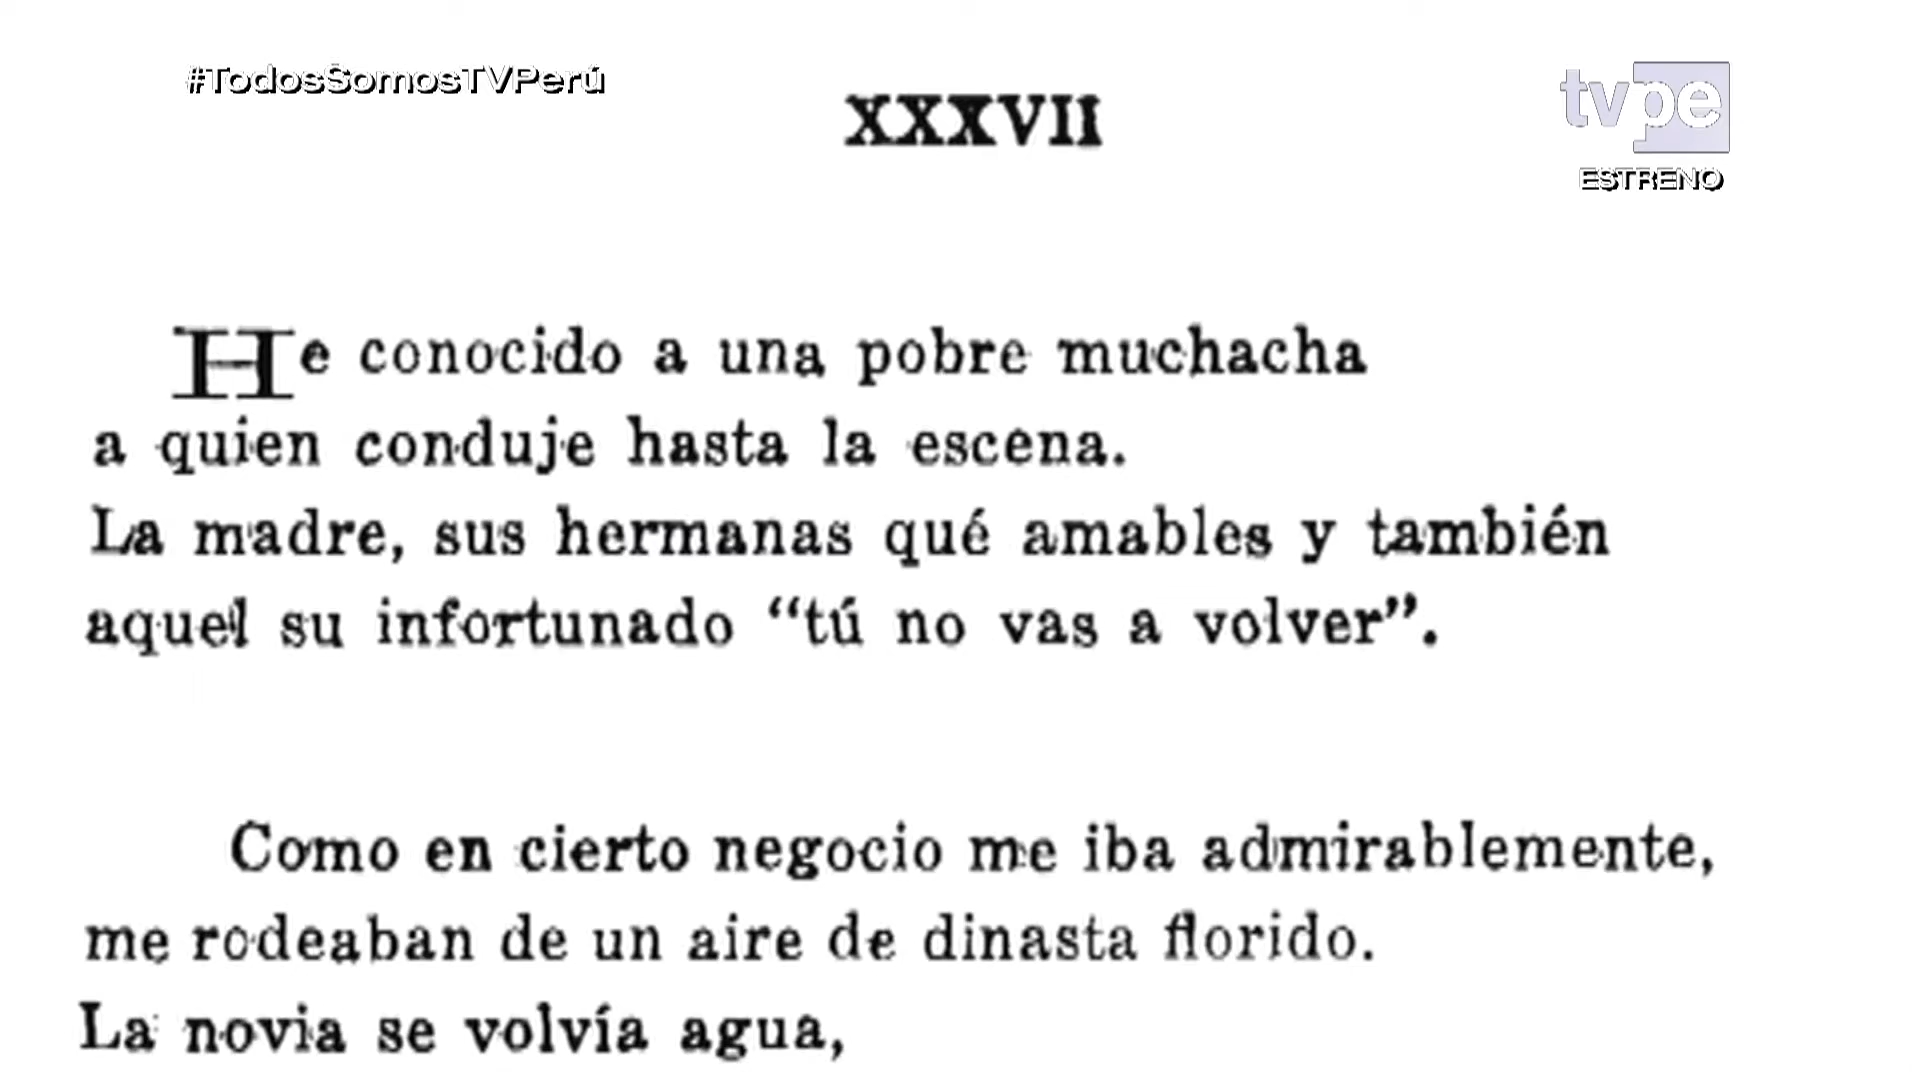 #TodosSomosTVPerú
tvpe
ESTRENO
XXXVII
He conocido a una pobre muchacha
a quien conduje hasta la escena.
La madre, sus hermanas qué amables y también
aquel su infortunado “tú no vas a volver”.
Como en cierto negocio me iba admirablemente,
me rodeaban de un aire de dinasta florido.
La novia se volvía agua,